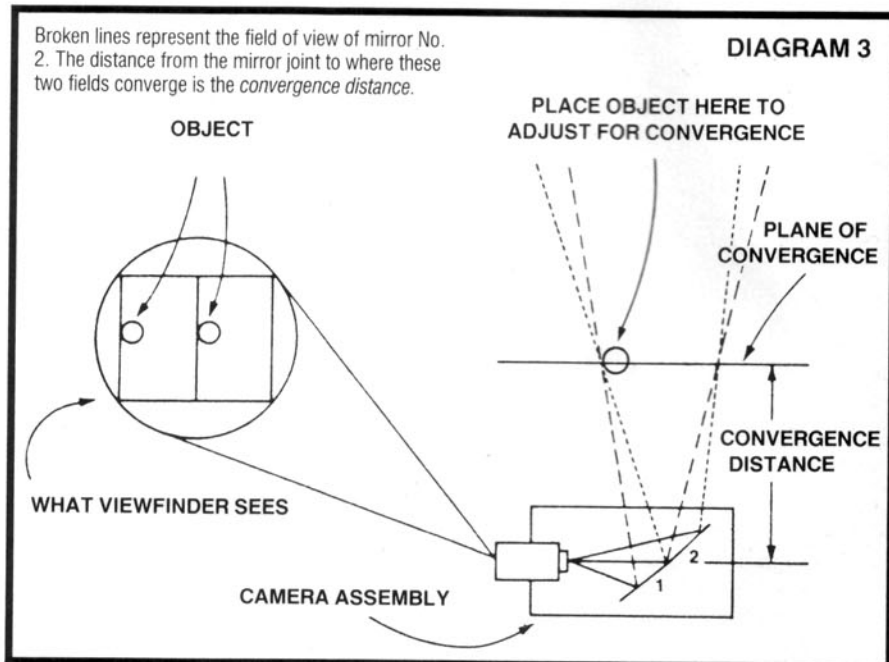 Broken lines represent the field of view of mirror No.
2. The distance from the mirror joint to where these
two fields converge is the convergence distance.
DIAGRAM 3
OBJECT
PLACE OBJECT HERE TO
ADJUST FOR CONVERGENCE
PLANE OF
CONVERGENCE
CONVERGENCE
DISTANCE
WHAT VIEWFINDER SEES
CAMERA ASSEMBLY
1
2